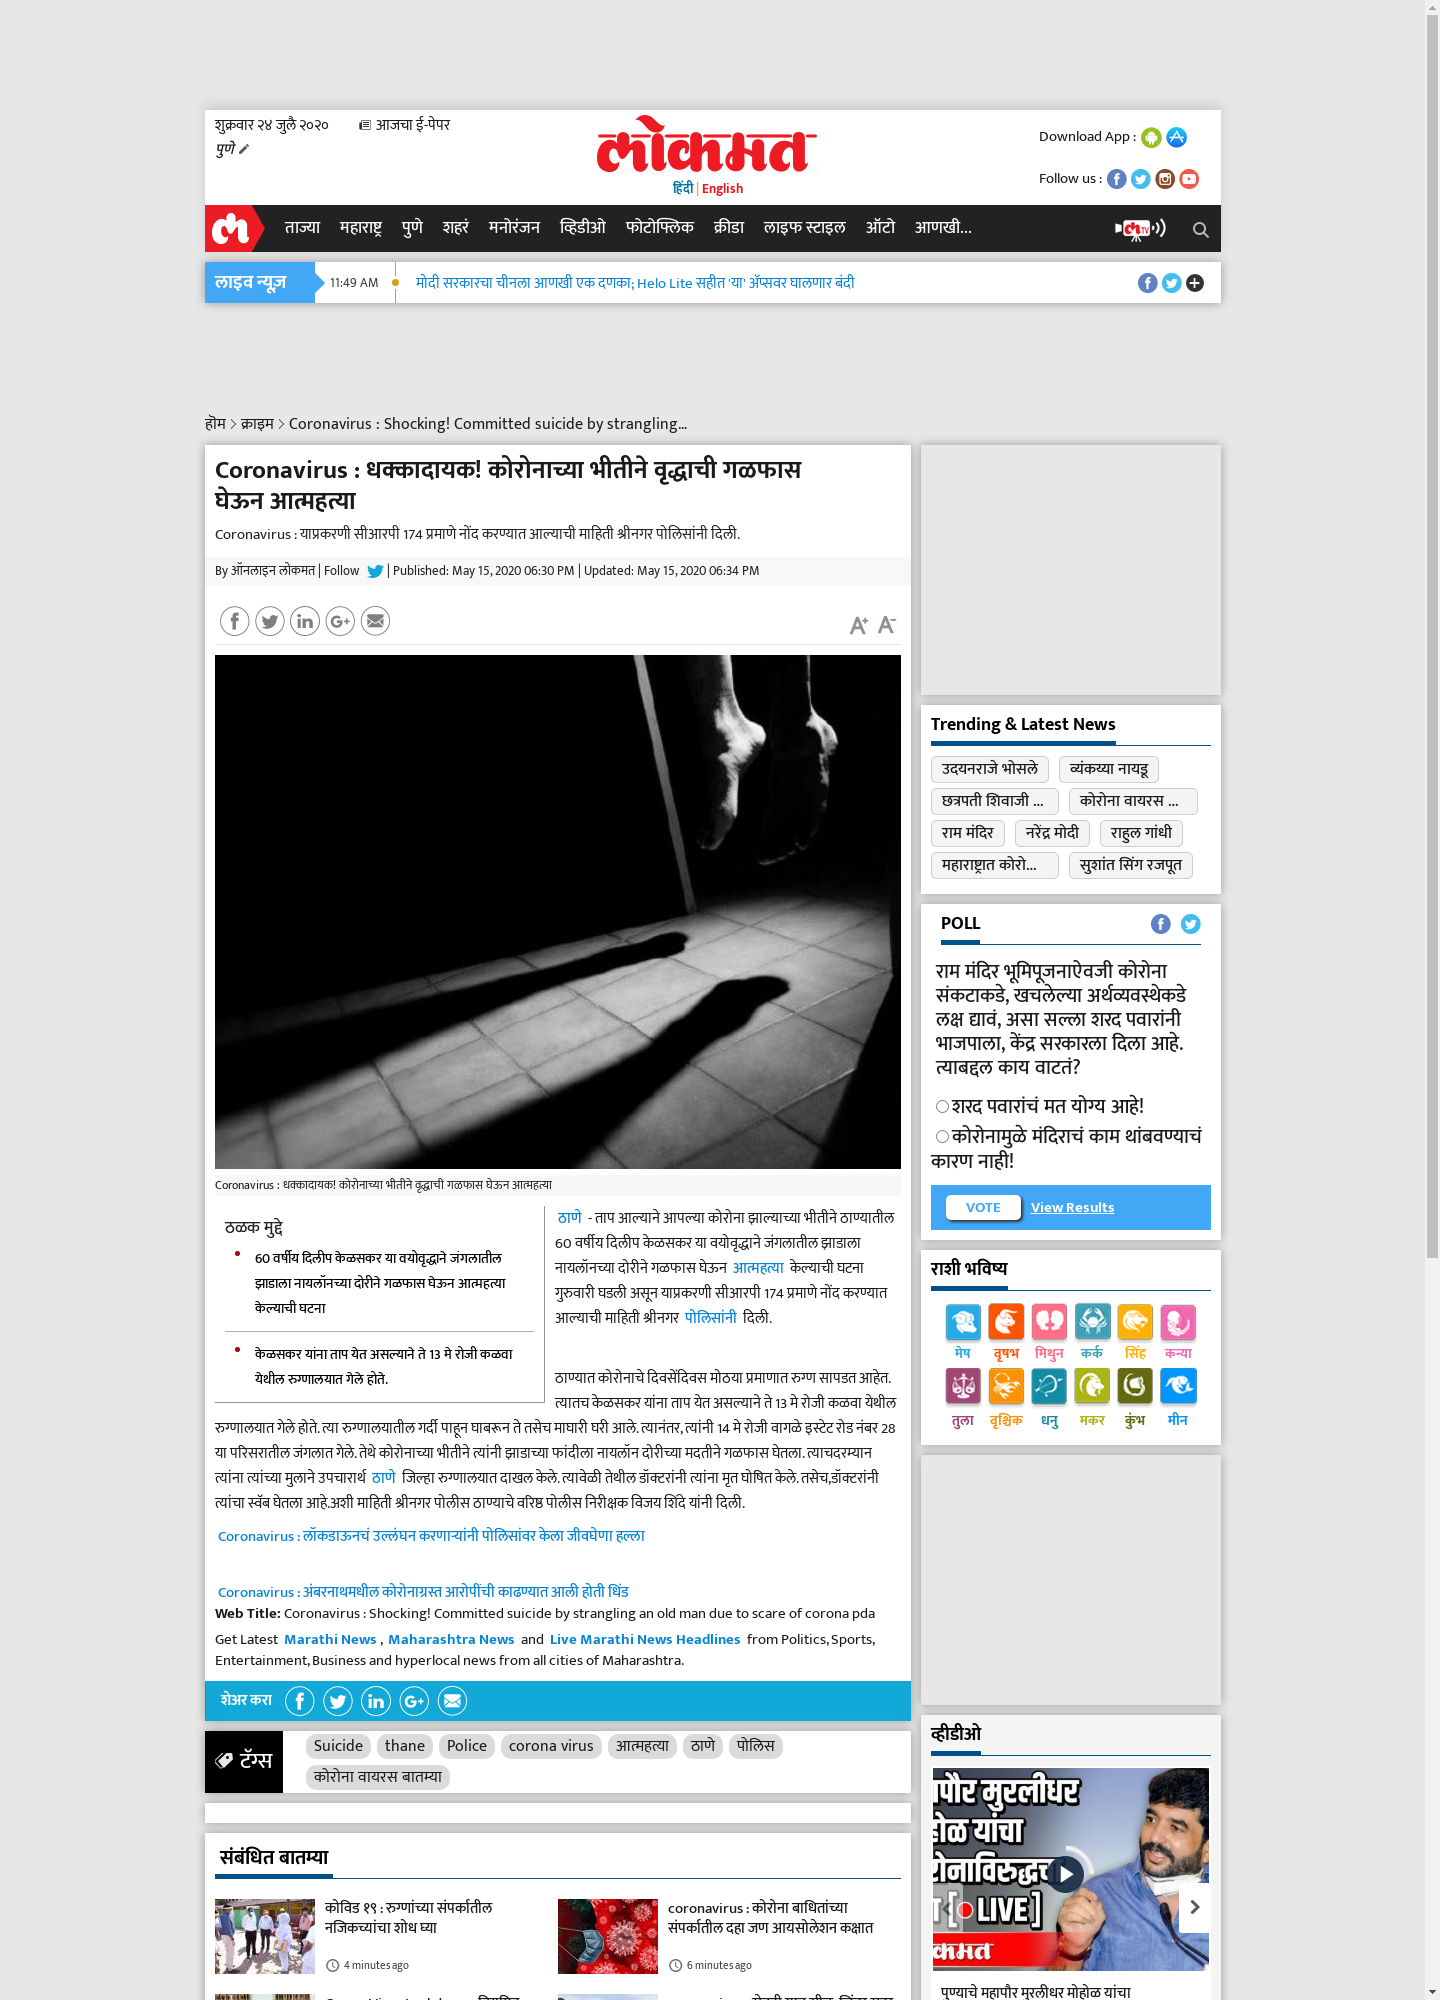 शुक्रवार २४ जुलै २०२०
आजचा ई-पेपर
पुणे
लोकमत
हिंदी | English
Download App :
Follow us :
ताज्या महाराष्ट्र पुणे शहरं मनोरंजन व्हिडीओ फोटोफ्लिक क्रीडा लाइफ स्टाइल ऑटो आणखी...
लाइव न्यूज़
11:49 AM
मोदी सरकारचा चीनला आणखी एक दणका; Helo Lite सहीत 'या' अ‍ॅप्सवर घालणार बंदी
हॊम > क्राइम > Coronavirus : Shocking! Committed suicide by strangling...
Coronavirus : धक्कादायक! कोरोनाच्या भीतीने वृद्धाची गळफास
घेऊन आत्महत्या
Coronavirus : याप्रकरणी सीआरपी 174 प्रमाणे नोंद करण्यात आल्याची माहिती श्रीनगर पोलिसांनी दिली.
By ऑनलाइन लोकमत | Follow | Published: May 15, 2020 06:30 PM | Updated: May 15, 2020 06:34 PM
A+ A-
Coronavirus : धक्कादायक! कोरोनाच्या भीतीने वृद्धाची गळफास घेऊन आत्महत्या
ठळक मुद्दे
60 वर्षीय दिलीप केळसकर या वयोवृद्धाने जंगलातील
झाडाला नायलॉनच्या दोरीने गळफास घेऊन आत्महत्या
केल्याची घटना
केळसकर यांना ताप येत असल्याने ते 13 मे रोजी कळवा
येथील रुग्णालयात गेले होते.
ठाणे - ताप आल्याने आपल्या कोरोना झाल्याच्या भीतीने ठाण्यातील
60 वर्षीय दिलीप केळसकर या वयोवृद्धाने जंगलातील झाडाला
नायलॉनच्या दोरीने गळफास घेऊन आत्महत्या केल्याची घटना
गुरुवारी घडली असून याप्रकरणी सीआरपी 174 प्रमाणे नोंद करण्यात
आल्याची माहिती श्रीनगर पोलिसांनी दिली.
ठाण्यात कोरोनाचे दिवसेंदिवस मोठया प्रमाणात रुग्ण सापडत आहेत.
त्यातच केळसकर यांना ताप येत असल्याने ते 13 मे रोजी कळवा येथील
रुग्णालयात गेले होते. त्या रुग्णालयातील गर्दी पाहून घाबरून ते तसेच माघारी घरी आले. त्यानंतर, त्यांनी 14 मे रोजी वागळे इस्टेट रोड नंबर 28
या परिसरातील जंगलात गेले. तेथे कोरोनाच्या भीतीने त्यांनी झाडाच्या फांदीला नायलॉन दोरीच्या मदतीने गळफास घेतला. त्याचदरम्यान
त्यांना त्यांच्या मुलाने उपचारार्थ ठाणे जिल्हा रुग्णालयात दाखल केले. त्यावेळी तेथील डॉक्टरांनी त्यांना मृत घोषित केले. तसेच,डॉक्टरांनी
त्यांचा स्वॅब घेतला आहे.अशी माहिती श्रीनगर पोलीस ठाण्याचे वरिष्ठ पोलीस निरीक्षक विजय शिंदे यांनी दिली.
Coronavirus : लॉकडाऊनचं उल्लंघन करणाऱ्यांनी पोलिसांवर केला जीवघेणा हल्ला
Coronavirus : अंबरनाथमधील कोरोनाग्रस्त आरोपींची काढण्यात आली होती धिंड
Web Title: Coronavirus : Shocking! Committed suicide by strangling an old man due to scare of corona pda
Get Latest Marathi News , Maharashtra News and Live Marathi News Headlines from Politics, Sports,
Entertainment, Business and hyperlocal news from all cities of Maharashtra.
शेअर करा
टॅग्स
Suicide thane Police corona virus आत्महत्या ठाणे पोलिस
कोरोना वायरस बातम्या
संबंधित बातम्या
कोविड १९ : रुग्णांच्या संपर्कातील
नजिकच्यांचा शोध घ्या
4 minutes ago
coronavirus : कोरोना बाधितांच्या
संपर्कातील दहा जण आयसोलेशन कक्षात
6 minutes ago
Trending & Latest News
उदयनराजे भोसले व्यंकय्या नायडू
छत्रपती शिवाजी ... कोरोना वायरस ...
राम मंदिर नरेंद्र मोदी राहुल गांधी
महाराष्ट्रात कोरो... सुशांत सिंग रजपूत
POLL
राम मंदिर भूमिपूजनाऐवजी कोरोना
संकटाकडे, खचलेल्या अर्थव्यवस्थेकडे
लक्ष द्यावं, असा सल्ला शरद पवारांनी
भाजपाला, केंद्र सरकारला दिला आहे.
त्याबद्दल काय वाटतं?
शरद पवारांचं मत योग्य आहे!
कोरोनामुळे मंदिराचं काम थांबवण्याचं
कारण नाही!
VOTE View Results
राशी भविष्य
मेष वृषभ मिथुन कर्क सिंह कन्या
तुला वृश्चिक धनु मकर कुंभ मीन
व्हीडीओ
पौर मुरलीधर
होळ यांचा
रोनाविरुद्धच
[ LIVE]
कमत
पुण्याचे महापौर मुरलीधर मोहोळ यांचा